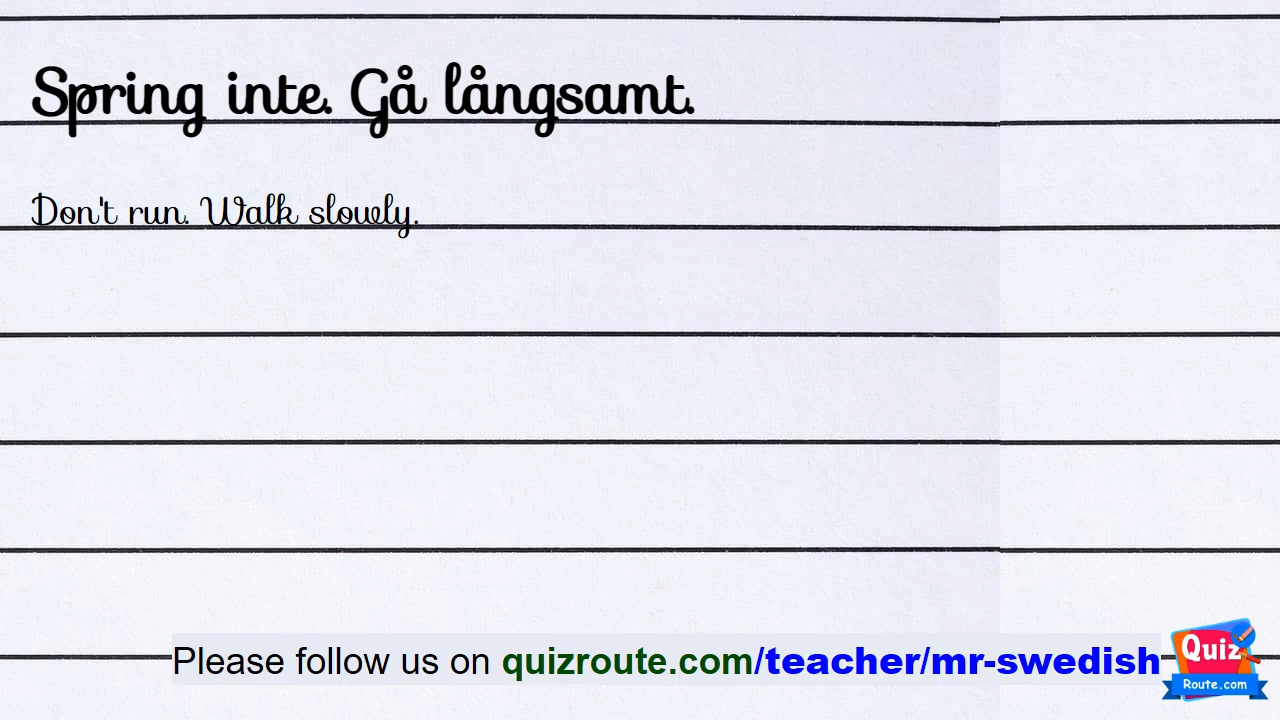 Spring inte. Gå långsamt.
Don't run. Walk slowly.
Please follow us on quizroute.com/teacher/mr-swedish
Quiz
Route.com